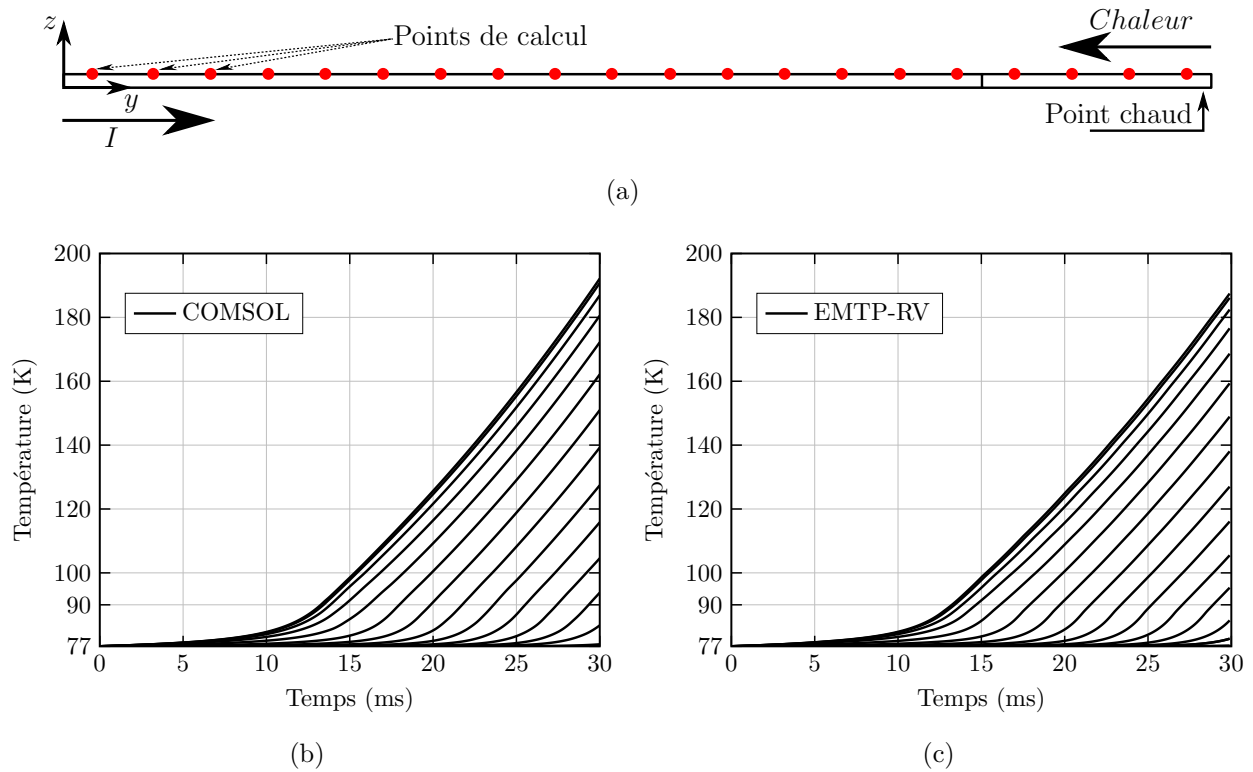 z
Points de calcul
Chaleur
y
I
Point chaud
(a)
200
180
160
140
120
100
90
77
0
5
10
15
20
25
30
Température (K)
Temps (ms)
COMSOL
(b)
200
180
160
140
120
100
90
77
0
5
10
15
20
25
30
Température (K)
Temps (ms)
EMTP-RV
(c)